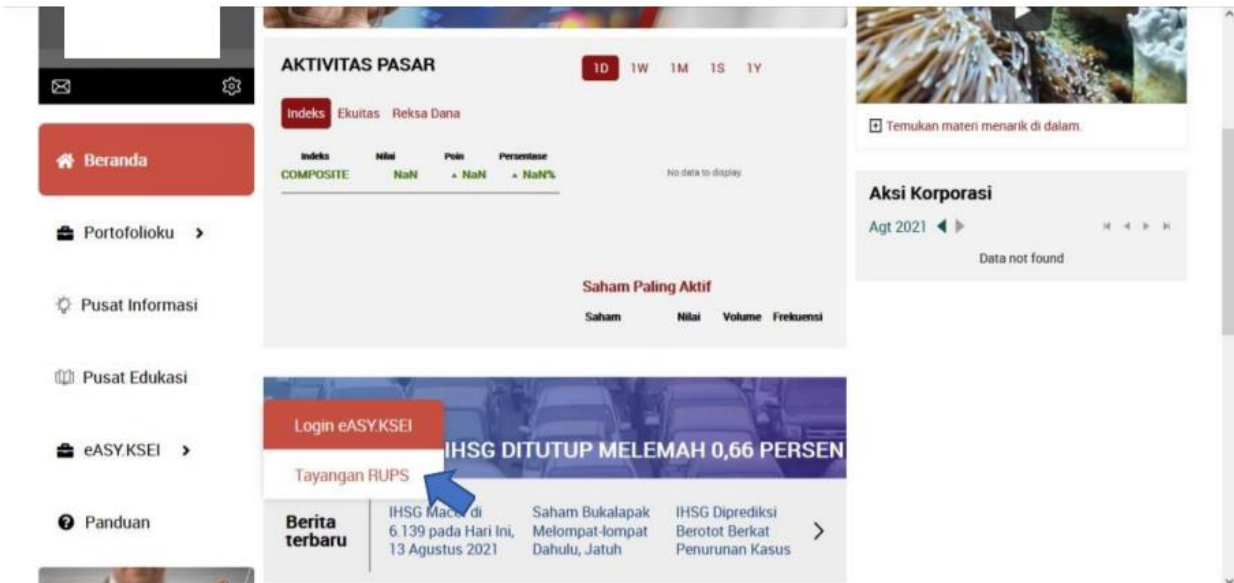 Beranda
Portofolioku
Pusat Informasi
Pusat Edukasi
eASY.KSEI
Panduan
AKTIVITAS PASAR
1D 1W 1M 1S 1Y
Indeks Ekuitas Reksa Dana
Indeks Nilai Poin Persentase
COMPOSITE NaN NaN NaN%
No data to display.
Saham Paling Aktif
Saham Nilai Volume Frekuensi
Login eASY.KSEI
Tayangan RUPS
IHSG DITUTUP MELEMAH 0,66 PERSEN
Berita
terbaru
IHSG Macet di
6.139 pada Hari Ini,
13 Agustus 2021
Saham Bukalapak
Melompat-lompat
Dahulu, Jatuh
IHSG Diprediksi
Berotot Berkat
Penurunan Kasus
Temukan materi menarik di dalam.
Aksi Korporasi
Agt 2021
Data not found